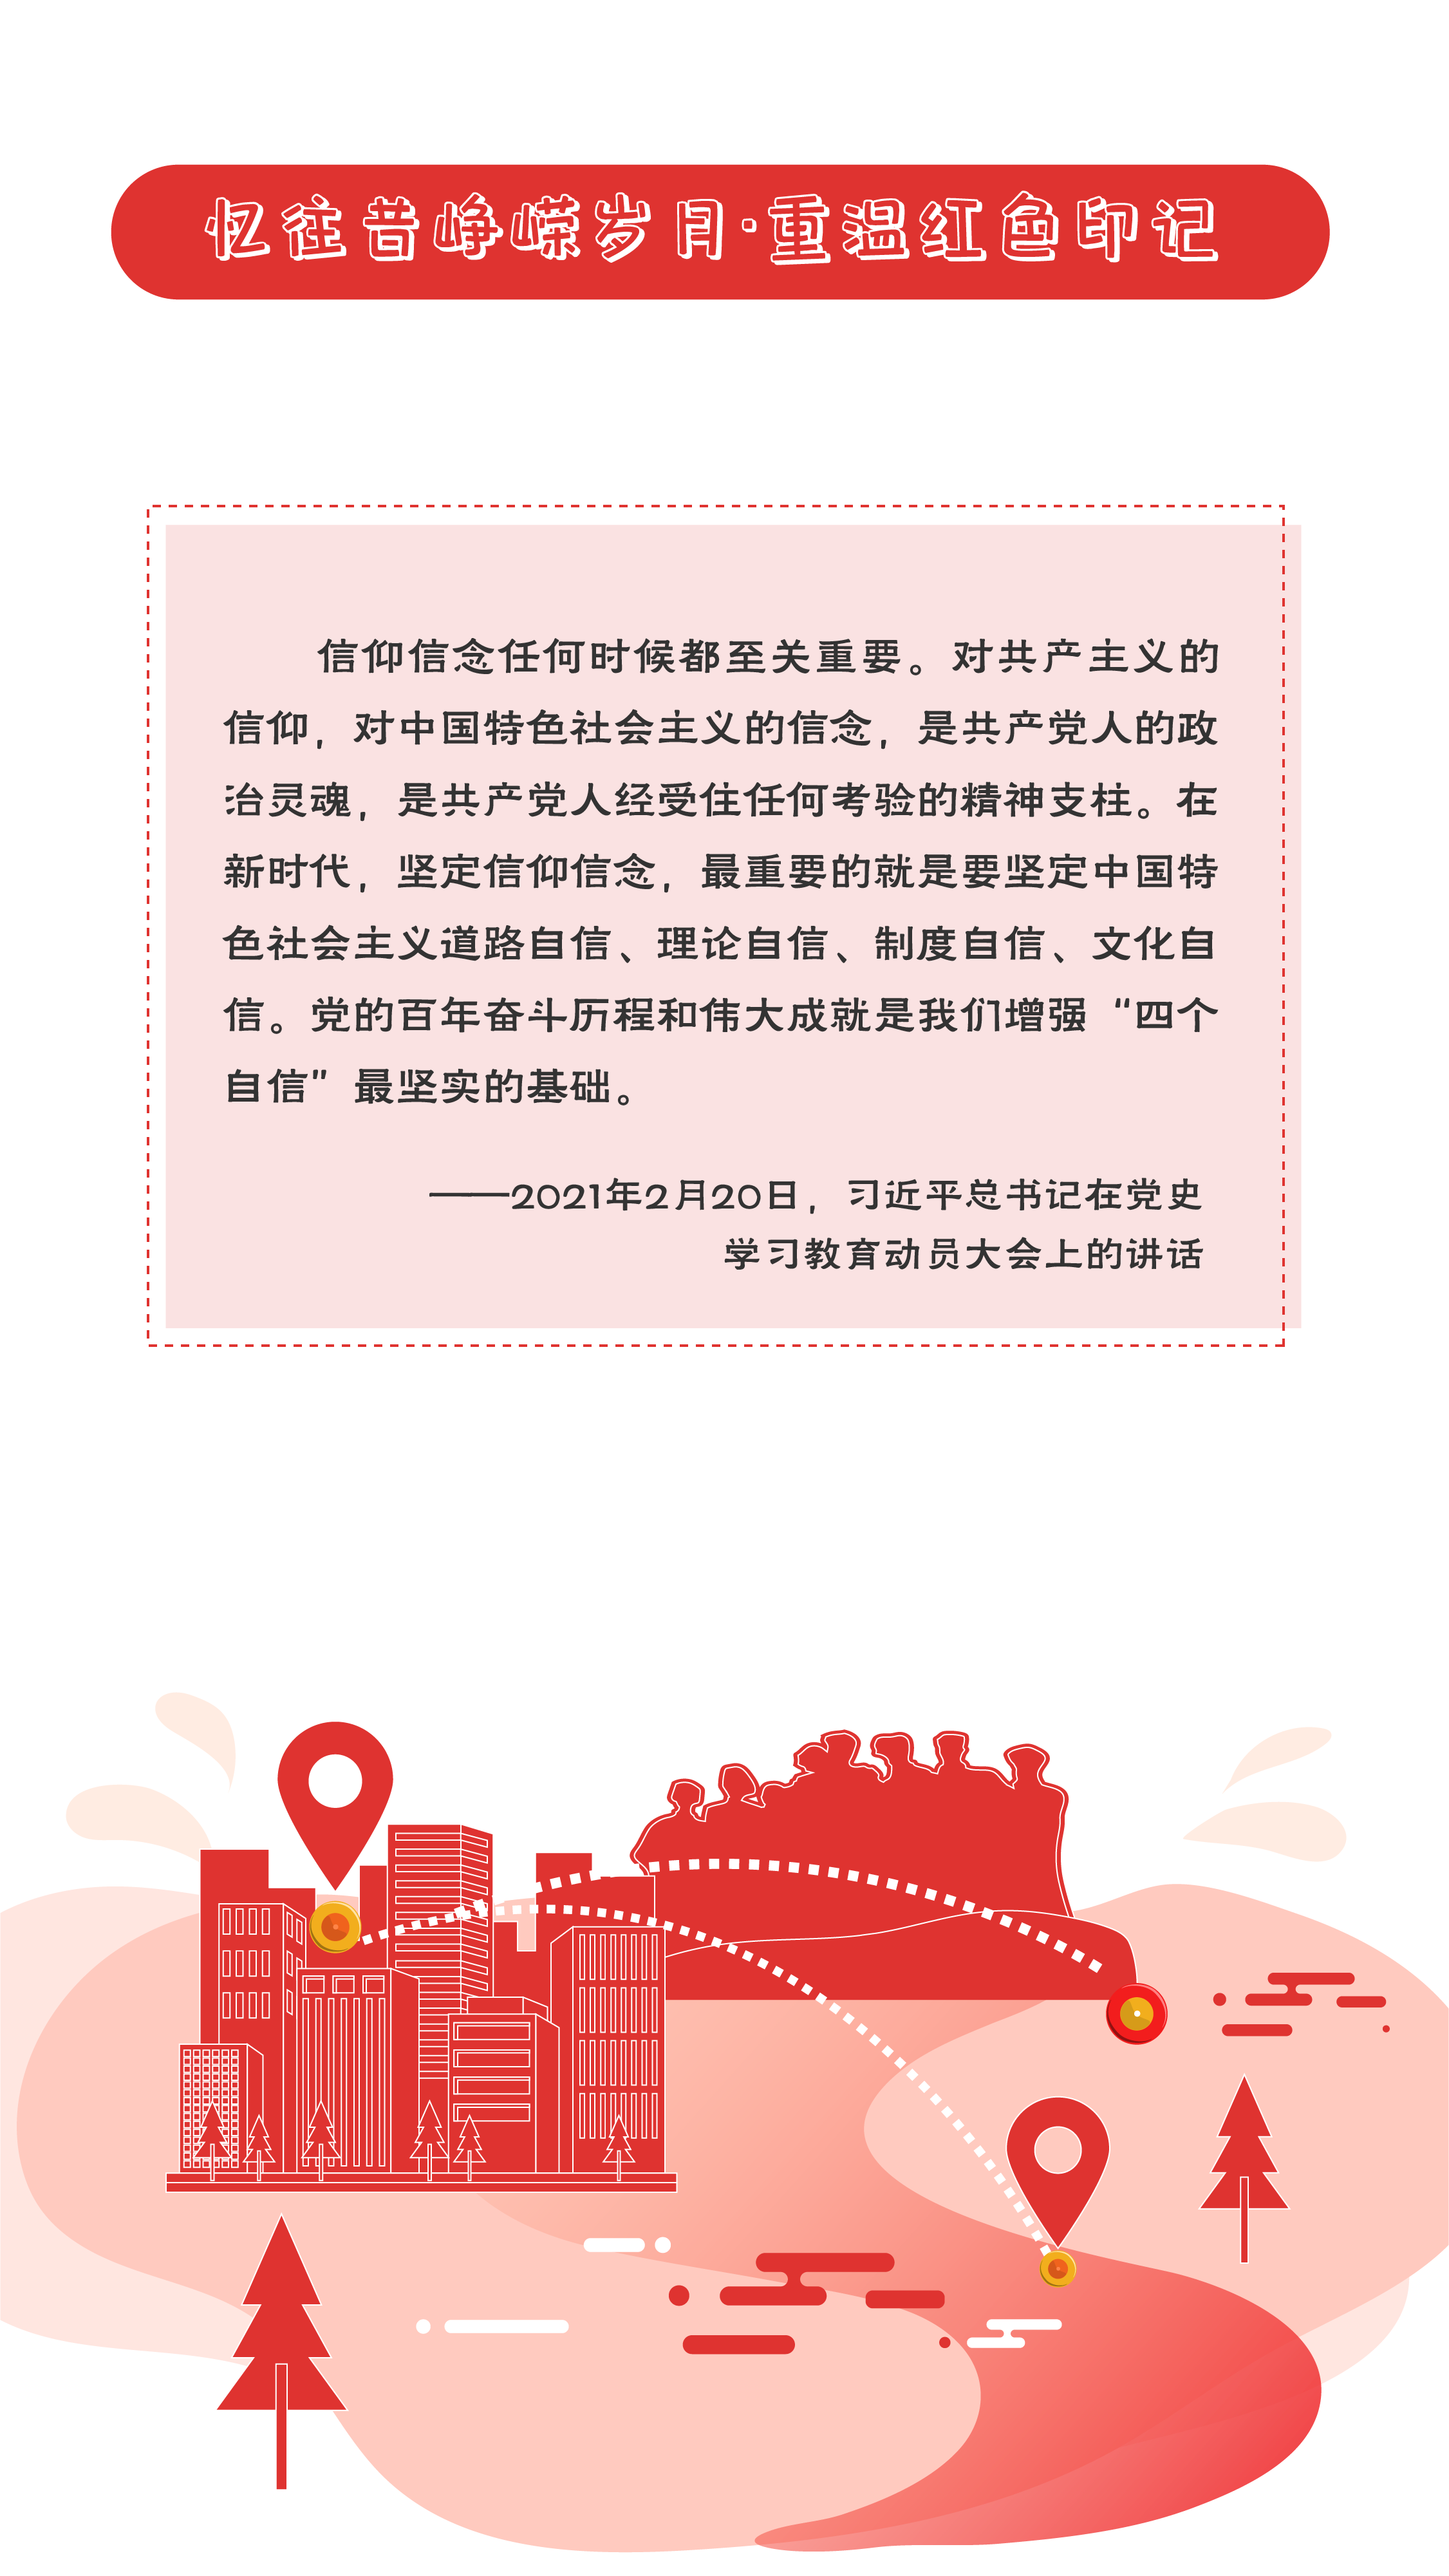 忆往昔峥嵘岁月·重温红色印记
信仰信念任何时候都至关重要。对共产主义的
信仰，对中国特色社会主义的信念，是共产党人的政
治灵魂，是共产党人经受住任何考验的精神支柱。在
新时代，坚定信仰信念，最重要的就是要坚定中国特
色社会主义道路自信、理论自信、制度自信、文化自
信。党的百年奋斗历程和伟大成就是我们增强“四个
自信”最坚实的基础。
——2021年2月20日，习近平总书记在党史
学习教育动员大会上的讲话